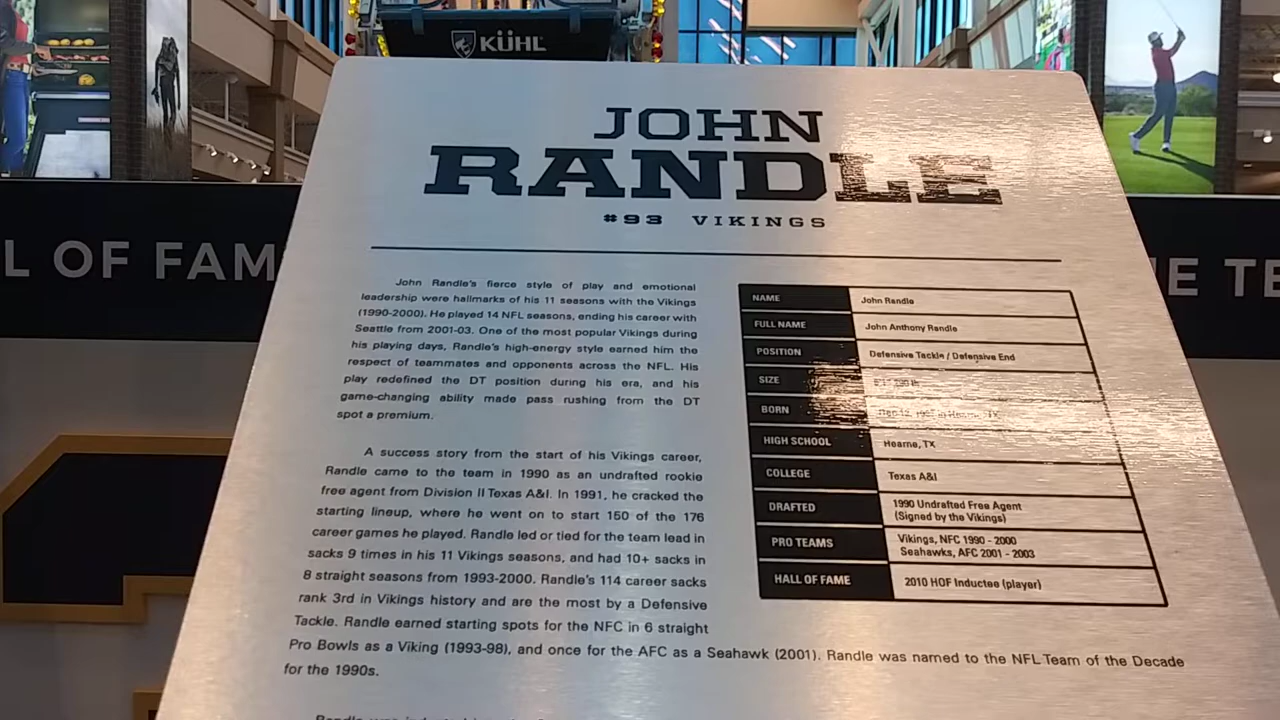 KÜHL
JOHN
RANDLE
#93 VIKINGS
L OF FAM
E TE
John Randle's fierce style of play and emotional
leadership were hallmarks of his 11 seasons with the Vikings
(1990-2000). He played 14 NFL seasons, ending his career with
Seattle from 2001-03. One of the most popular Vikings during
his playing days, Randle's high-energy style earned him the
respect of teammates and opponents across the NFL. His
play redefined the DT position during his era, and his
game-changing ability made pass rushing from the DT
spot a premium.
A success story from the start of his Vikings career,
Randle came to the team in 1990 as an undrafted rookie
free agent from Division II Texas A&I. In 1991, he cracked the
starting lineup, where he went on to start 150 of the 176
career games he played. Randle led or tied for the team lead in
sacks 9 times in his 11 Vikings seasons, and had 10+ sacks in
8 straight seasons from 1993-2000. Randle's 114 career sacks
rank 3rd in Vikings history and are the most by a Defensive
Tackle. Randle earned starting spots for the NFC in 6 straight
Pro Bowls as a Viking (1993-98), and once for the AFC as a Seahawk (2001). Randle was named to the NFL Team of the Decade
for the 1990s.
NAME John Randle
FULL NAME John Anthony Randle
POSITION Defensive Tackle / Defensive End
SIZE
BORN Hearne, TX
HIGH SCHOOL Hearne, TX
COLLEGE Texas A&I
DRAFTED 1990 Undrafted Free Agent
(Signed by the Vikings)
PRO TEAMS Vikings, NFC 1990 - 2000
Seahawks, AFC 2001 - 2003
HALL OF FAME 2010 HOF Inductee (player)
Randle was